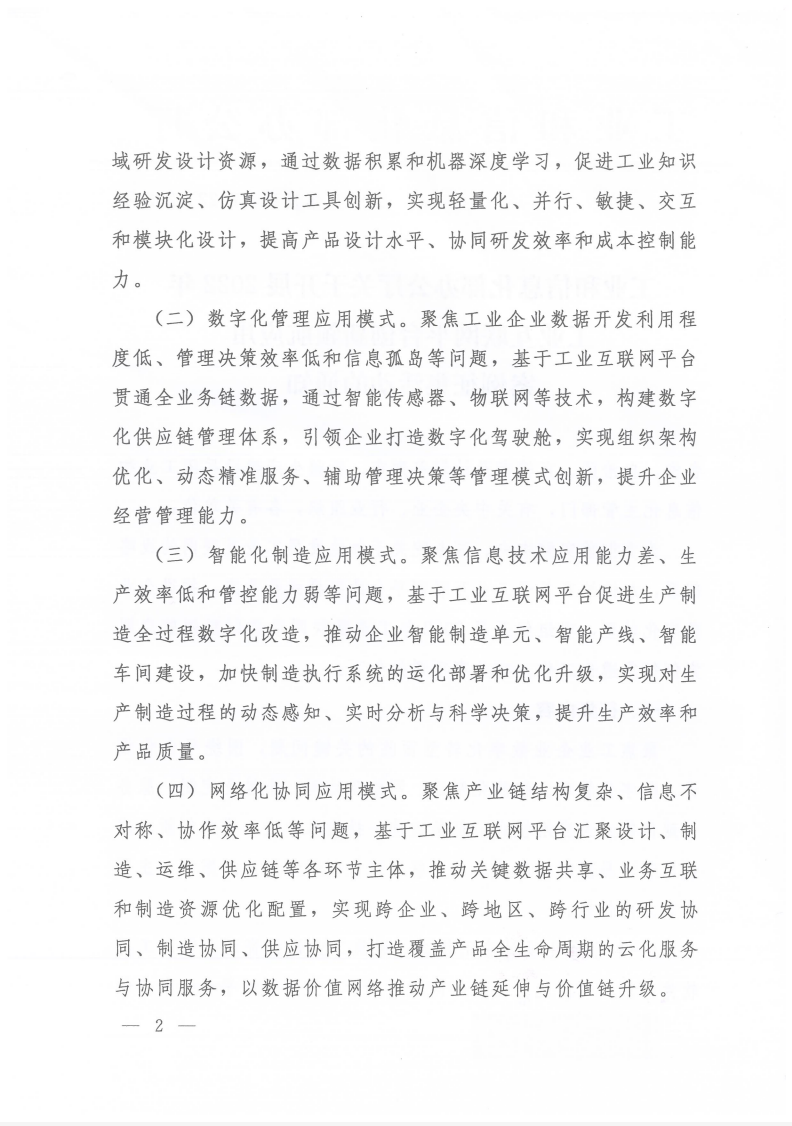 域研发设计资源，通过数据积累和机器深度学习，促进工业知识
经验沉淀、仿真设计工具创新，实现轻量化、并行、敏捷、交互
和模块化设计，提高产品设计水平、协同研发效率和成本控制能
力。
（二）数字化管理应用模式。聚焦工业企业数据开发利用程
度低、管理决策效率低和信息孤岛等问题，基于工业互联网平台
贯通全业务链数据，通过智能传感器、物联网等技术，构建数字
化供应链管理体系，引领企业打造数字化驾驶舱，实现组织架构
优化、动态精准服务、辅助管理决策等管理模式创新，提升企业
经营管理能力。
（三）智能化制造应用模式。聚焦信息技术应用能力差、生
产效率低和管控能力弱等问题，基于工业互联网平台促进生产制
造全过程数字化改造，推动企业智能制造单元、智能产线、智能
车间建设，加快制造执行系统的运化部署和优化升级，实现对生
产制造过程的动态感知、实时分析与科学决策，提升生产效率和
产品质量。
（四）网络化协同应用模式。聚焦产业链结构复杂、信息不
对称、协作效率低等问题，基于工业互联网平台汇聚设计、制
造、运维、供应链等各环节主体，推动关键数据共享、业务互联
和制造资源优化配置，实现跨企业、跨地区、跨行业的研发协
同、制造协同、供应协同，打造覆盖产品全生命周期的云化服务
与协同服务，以数据价值网络推动产业链延伸与价值链升级。
— 2 —